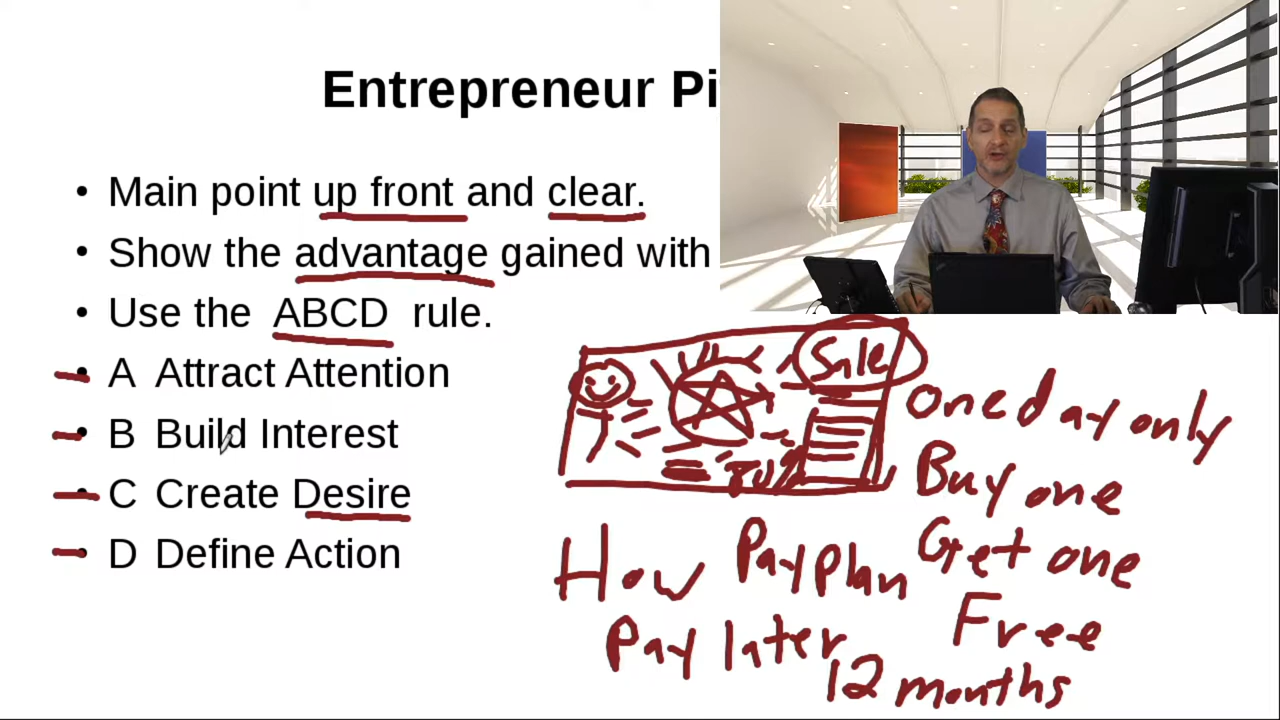 Entrepreneur Pi
• Main point up front and clear.
• Show the advantage gained with
• Use the ABCD rule.
• A Attract Attention
• B Build Interest
• C Create Desire
• D Define Action
Sale
80%
one day only
Buy one
Get one
Free
How Pay plan
Pay later
12 months